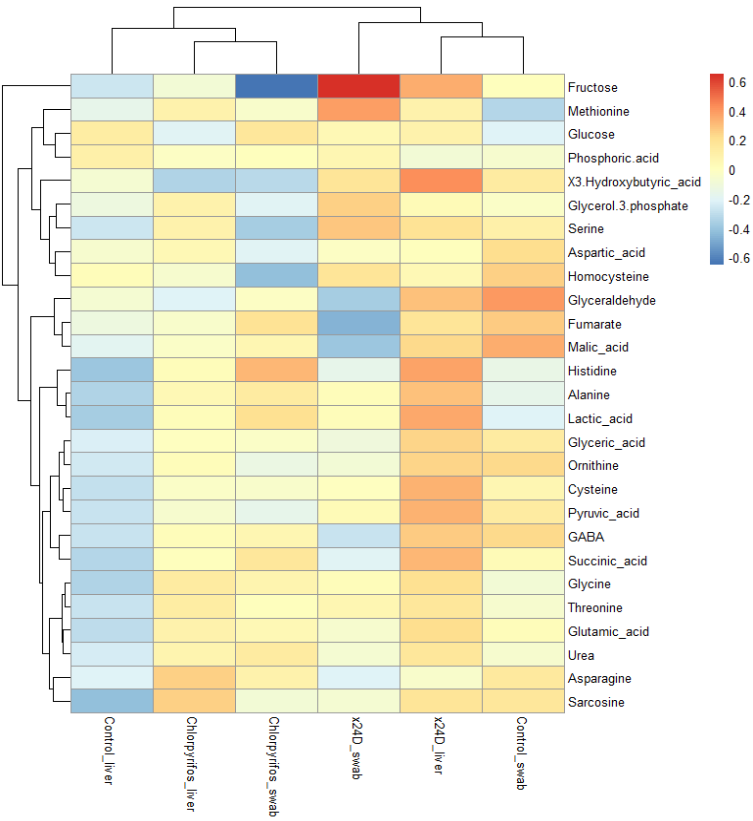 Fructose
Methionine
Glucose
Phosphoric.acid
X3.Hydroxybutyric_acid
Glycerol.3.phosphate
Serine
Aspartic_acid
Homocysteine
Glyceraldehyde
Fumarate
Malic_acid
Histidine
Alanine
Lactic_acid
Glyceric_acid
Ornithine
Cysteine
Pyruvic_acid
GABA
Succinic_acid
Glycine
Threonine
Glutamic_acid
Urea
Asparagine
Sarcosine
0.6
0.4
0.2
0
-0.2
-0.4
-0.6
Control_liver
Chlorpyrifos_liver
Chlorpyrifos_swab
x24D_swab
x24D_liver
Control_swab